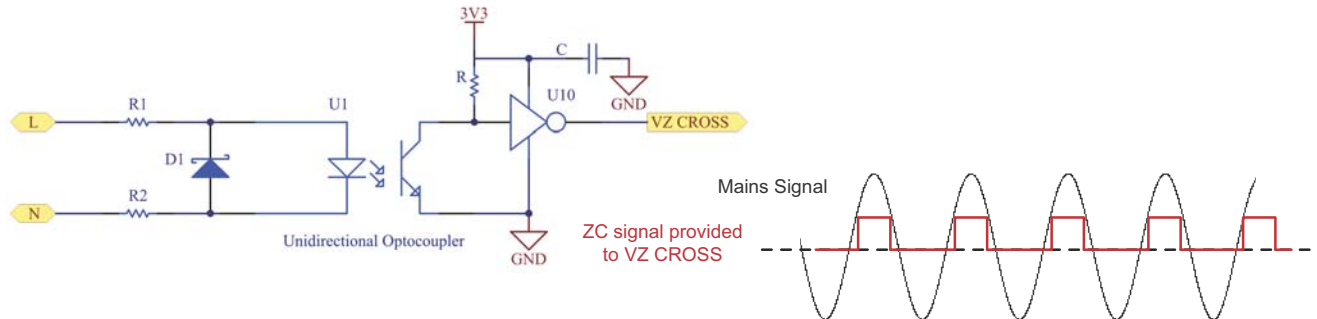 3V3
C
R
U10
GND
L
R1
U1
VZ CROSS
D1
R2
N
Unidirectional Optocoupler
GND
Mains Signal
ZC signal provided
to VZ CROSS